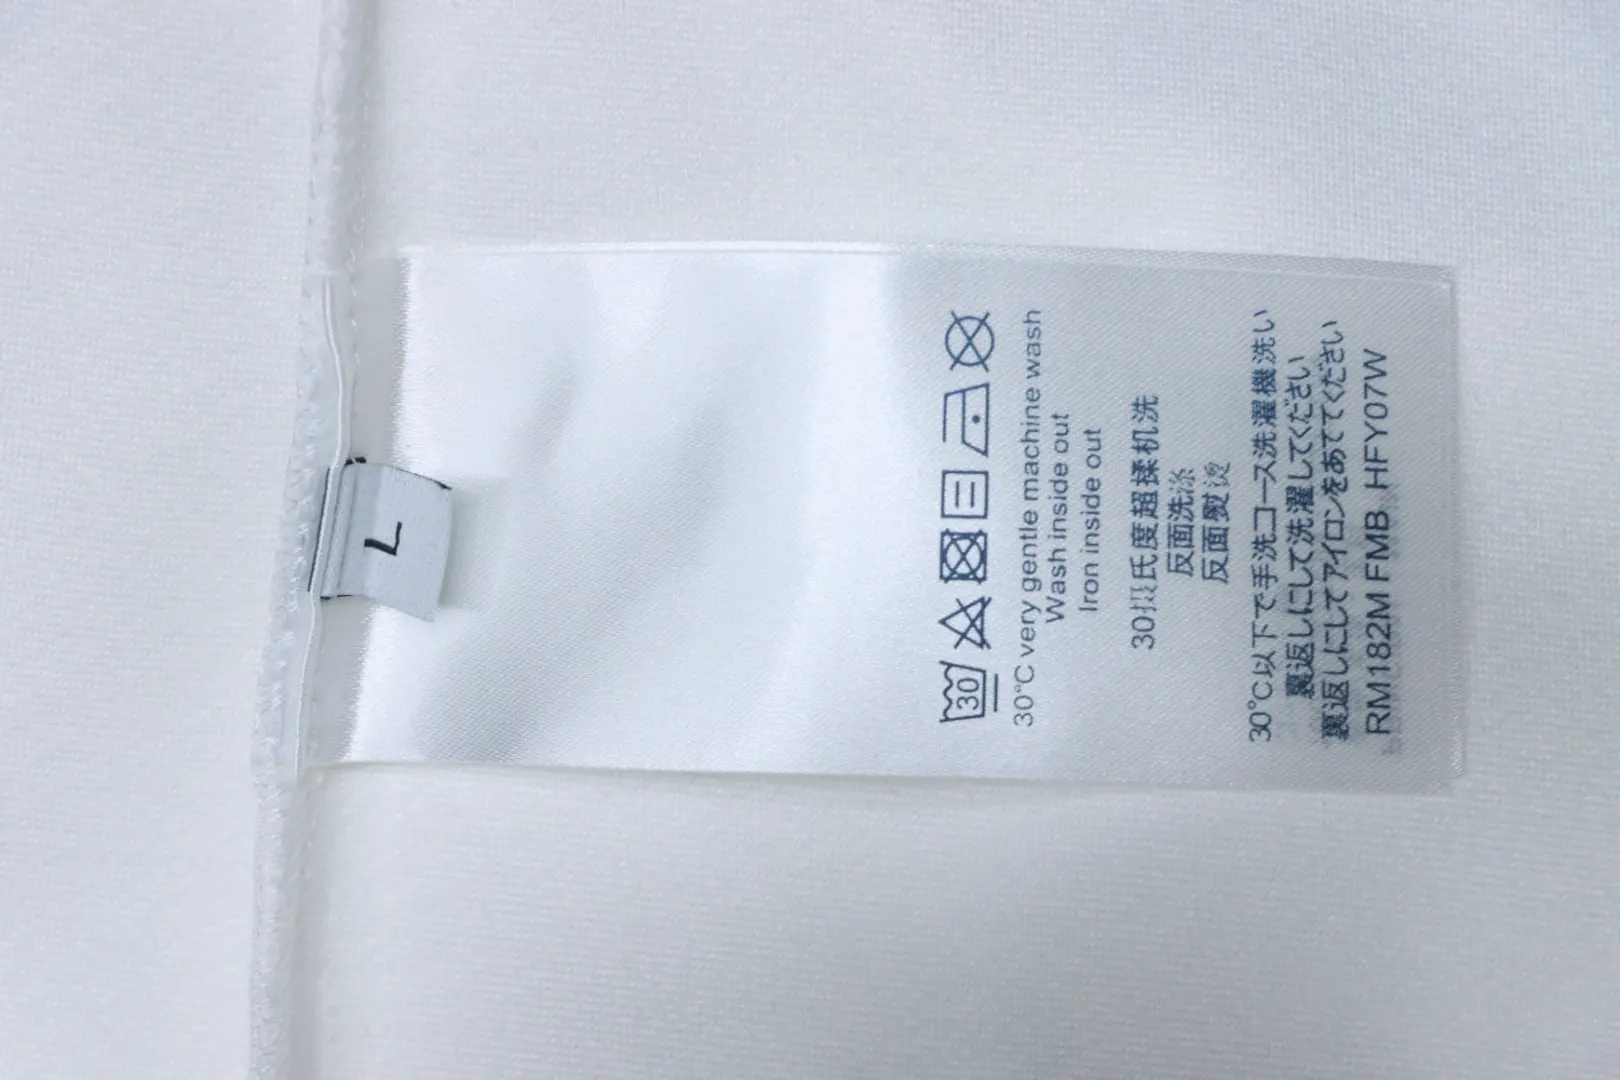 L
30
30°C very gentle machine wash
Wash inside out
Iron inside out
30摄氏度超揉机洗
反面洗涤
反面熨烫
30°C以下で手洗コース洗濯機洗い
裏返しにして洗濯してください
裏返しにしてアイロンをあててください
RM182M FMB HFY07W